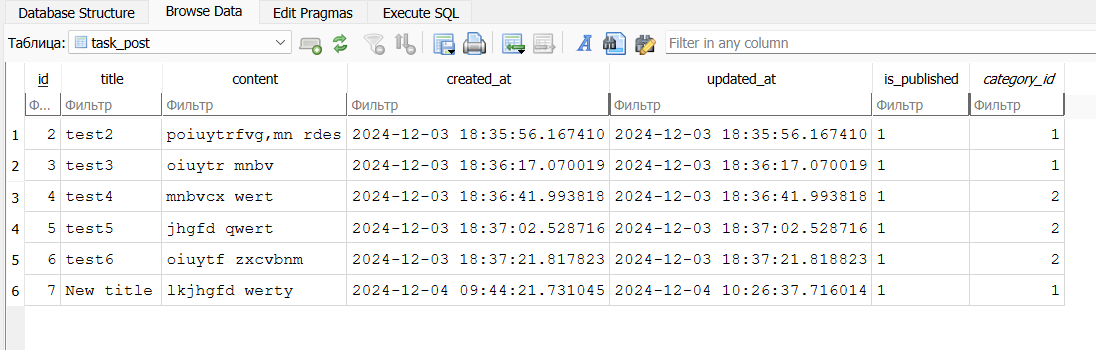 Database Structure Browse Data Edit Pragmas Execute SQL
Таблица: task_post Filter in any column
id title content created_at updated_at is_published category_id
Ф... Фильтр Фильтр Фильтр Фильтр Фильтр Фильтр
1 2 test2 poiuytrfvg,mn rdes 2024-12-03 18:35:56.167410 2024-12-03 18:35:56.167410 1 1
2 3 test3 oiuytr mnbv 2024-12-03 18:36:17.070019 2024-12-03 18:36:17.070019 1 1
3 4 test4 mnbvcx wert 2024-12-03 18:36:41.993818 2024-12-03 18:36:41.993818 1 2
4 5 test5 jhgfd qwert 2024-12-03 18:37:02.528716 2024-12-03 18:37:02.528716 1 2
5 6 test6 oiuytf zxcvbnm 2024-12-03 18:37:21.817823 2024-12-03 18:37:21.818823 1 2
6 7 New title lkjhgfd werty 2024-12-04 09:44:21.731045 2024-12-04 10:26:37.716014 1 1